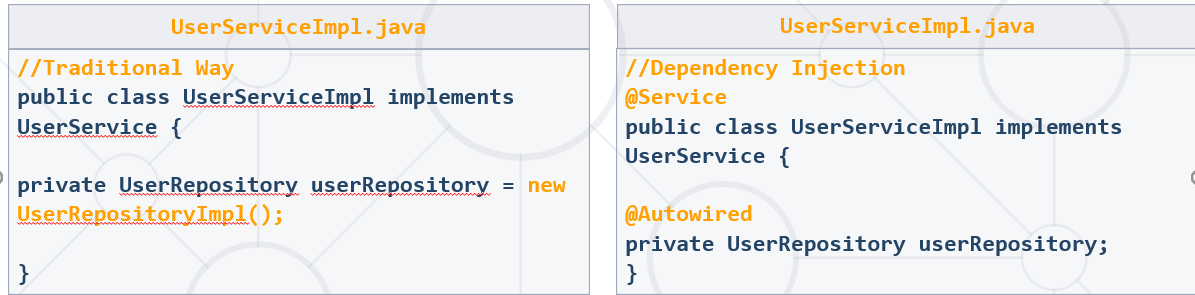 UserServiceImpl.java
//Traditional Way
public class UserServiceImpl implements
UserService {
private UserRepository userRepository = new
UserRepositoryImpl();
}
UserServiceImpl.java
//Dependency Injection
@Service
public class UserServiceImpl implements
UserService {
@Autowired
private UserRepository userRepository;
}